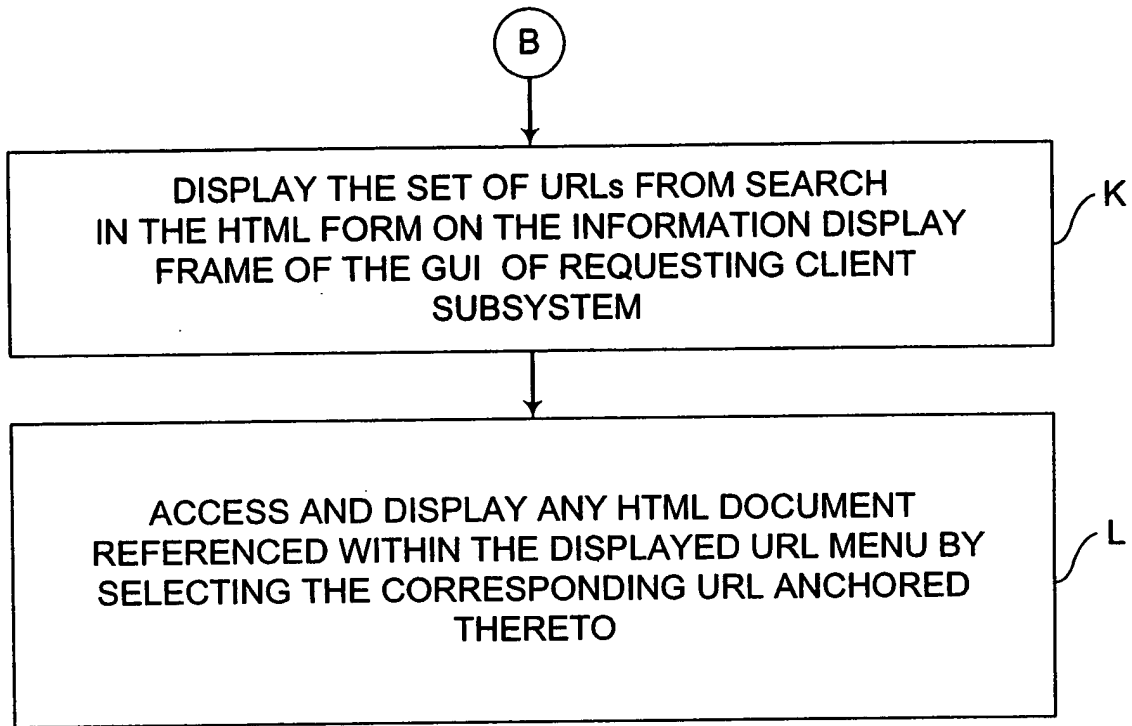 B
DISPLAY THE SET OF URLs FROM SEARCH
IN THE HTML FORM ON THE INFORMATION DISPLAY
FRAME OF THE GUI OF REQUESTING CLIENT
SUBSYSTEM
K
ACCESS AND DISPLAY ANY HTML DOCUMENT
REFERENCED WITHIN THE DISPLAYED URL MENU BY
SELECTING THE CORRESPONDING URL ANCHORED
THERETO
L